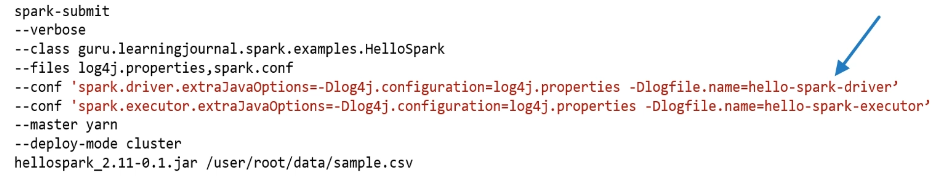 spark-submit
--verbose
--class guru.learningjournal.spark.examples.HelloSpark
--files log4j.properties,spark.conf
--conf 'spark.driver.extraJavaOptions=-Dlog4j.configuration=log4j.properties -Dlogfile.name=hello-spark-driver’
--conf 'spark.executor.extraJavaOptions=-Dlog4j.configuration=log4j.properties -Dlogfile.name=hello-spark-executor’
--master yarn
--deploy-mode cluster
hellospark_2.11-0.1.jar /user/root/data/sample.csv